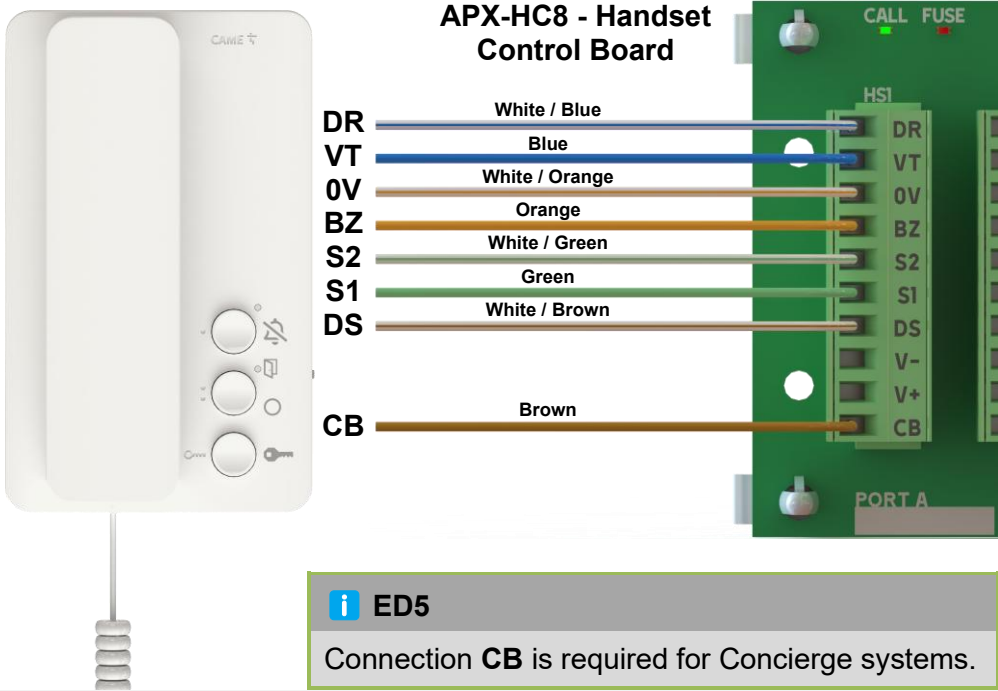 CAME
APX-HC8 - Handset
Control Board
CALL FUSE
HS1
DR White / Blue DR
VT Blue VT
0V White / Orange 0V
BZ Orange BZ
S2 White / Green S2
S1 Green S1
DS White / Brown DS
V-
V+
CB Brown CB
PORT A
i ED5
Connection CB is required for Concierge systems.